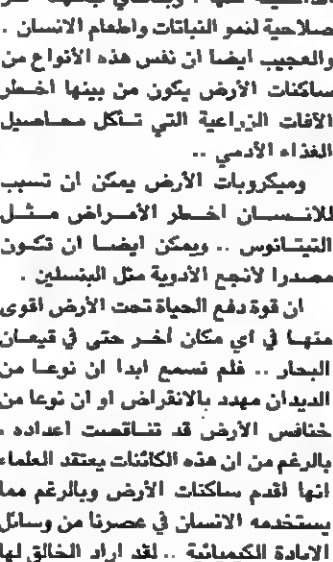 صلاحية لنمو النباتات واطعام الانسان .
والعجيب ايضا ان نفس هذه الأنواع من
ساكنات الأرض يكون من بينها اخطر
الآفات الزراعية التي تأكل محاصيل
الغذاء الآدمي ..
وميكروبات الأرض يمكن ان تسبب
للانسان اخطر الأمراض مثل
التيتانوس .. ويمكن ايضا ان تكون
مصدرا لأنجع الأدوية مثل البنسلين .
ان قوة دفع الحياة تحت الأرض اقوى
منها في اي مكان أخر حتي في قيعان
البحار .. فلم نسمع ابدا ان نوعا من
الديدان مهدد بالانقراض او ان نوعا من
خنافس الأرض قد تناقصت اعداده .
بالرغم من ان هذه الكائنات يعتقد العلماء
انها اقدم ساكنات الأرض وبالرغم مما
يستخدمه الانسان في عصرنا من وسائل
الابادة الكيميائية .. لقد اراد الخالق لها